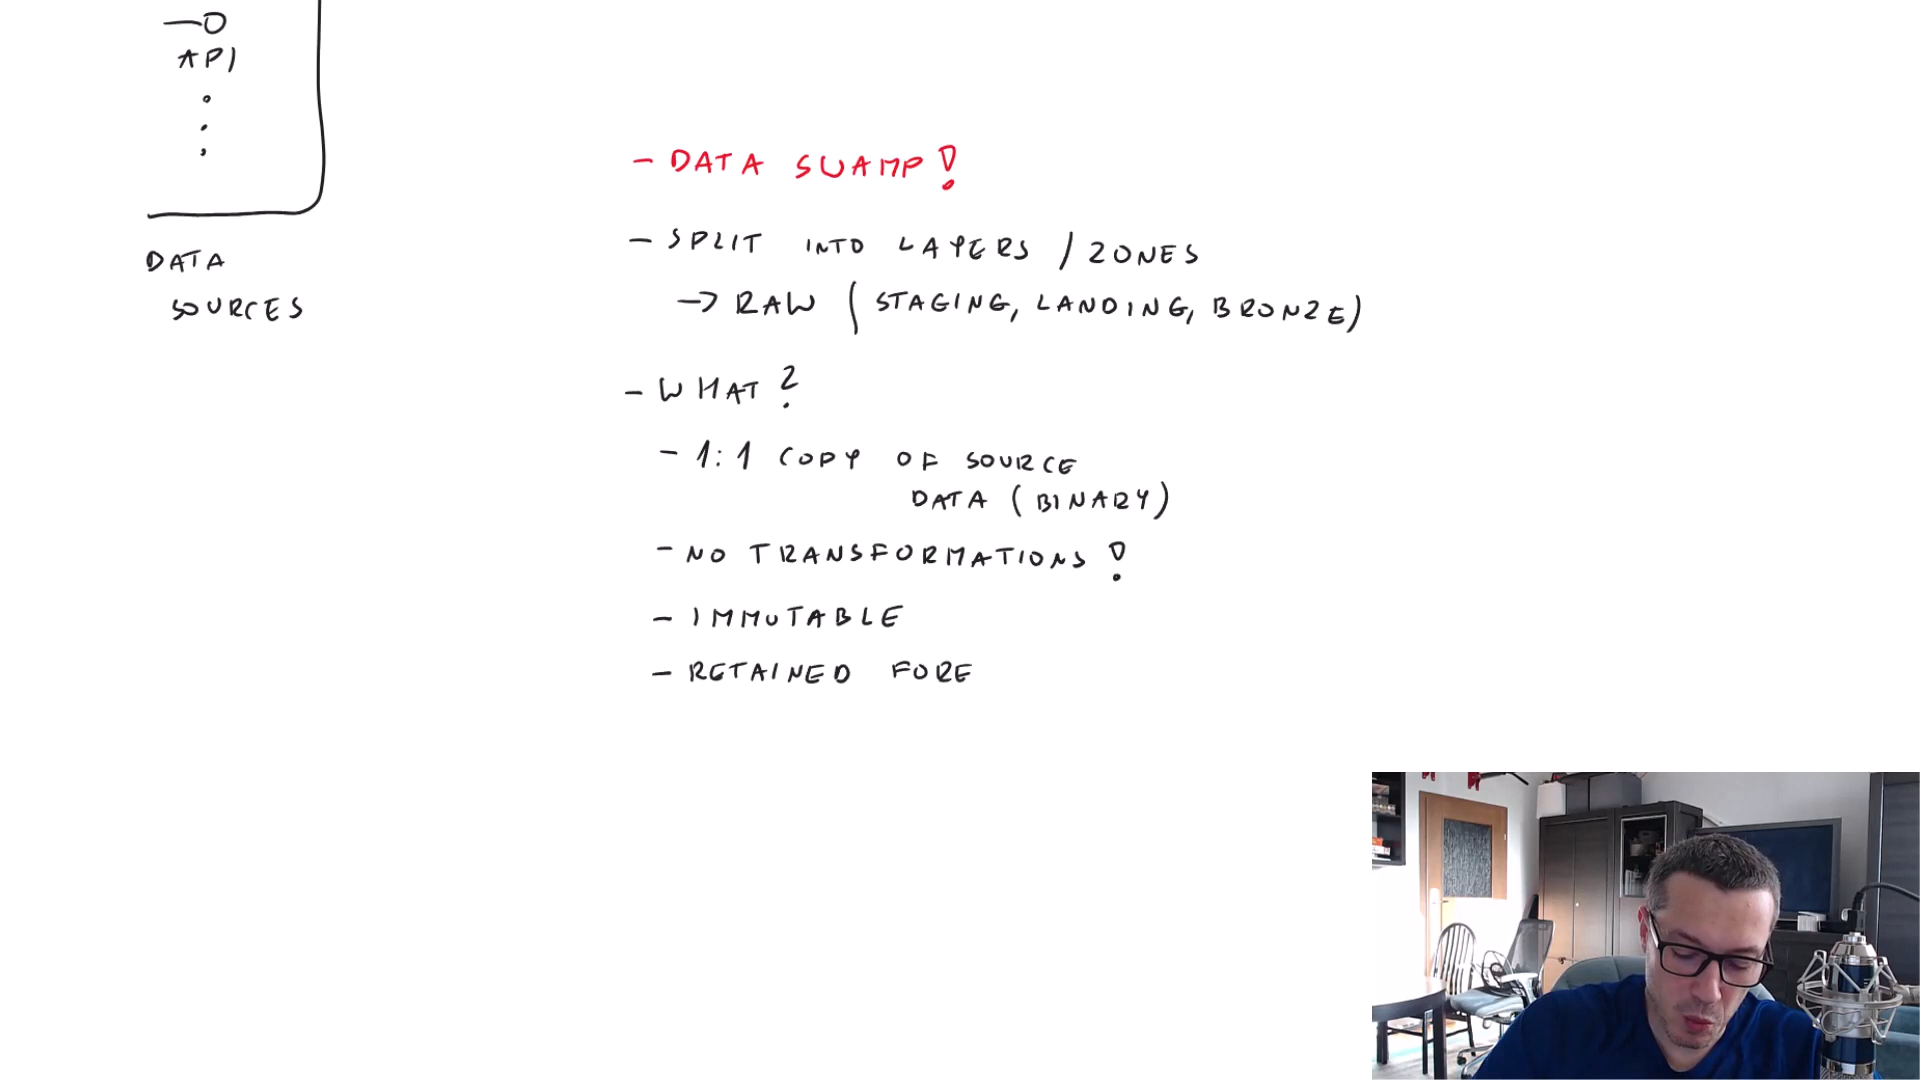 API
DATA
SOURCES
- DATA SWAMP!
- SPLIT INTO LAYERS / ZONES
→ RAW (STAGING, LANDING, BRONZE)
- WHAT?
- 1:1 COPY OF SOURCE
DATA (BINARY)
- NO TRANSFORMATIONS!
- IMMUTABLE
- RETAINED FORE